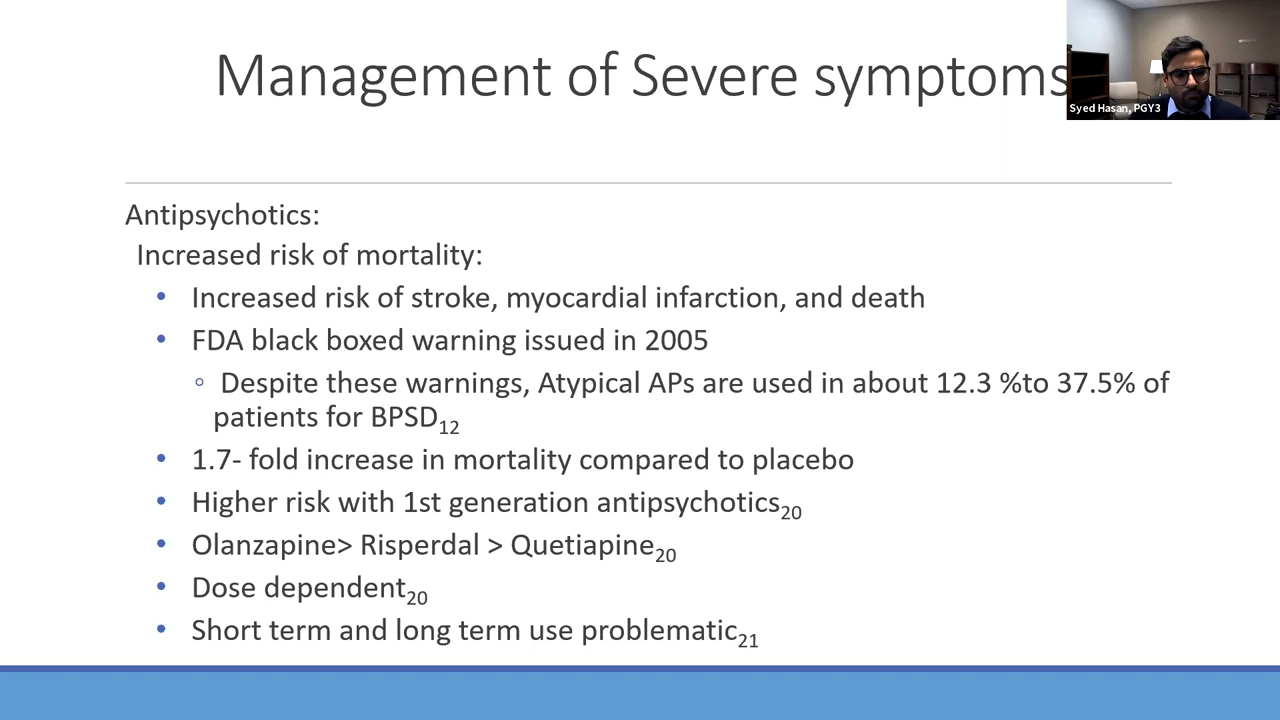 Management of Severe symptoms
Syed Hasan, PGY3
Antipsychotics:
Increased risk of mortality:
• Increased risk of stroke, myocardial infarction, and death
• FDA black boxed warning issued in 2005
◦ Despite these warnings, Atypical APs are used in about 12.3 %to 37.5% of
patients for BPSD12
• 1.7- fold increase in mortality compared to placebo
• Higher risk with 1st generation antipsychotics20
• Olanzapine> Risperdal > Quetiapine20
• Dose dependent20
• Short term and long term use problematic21